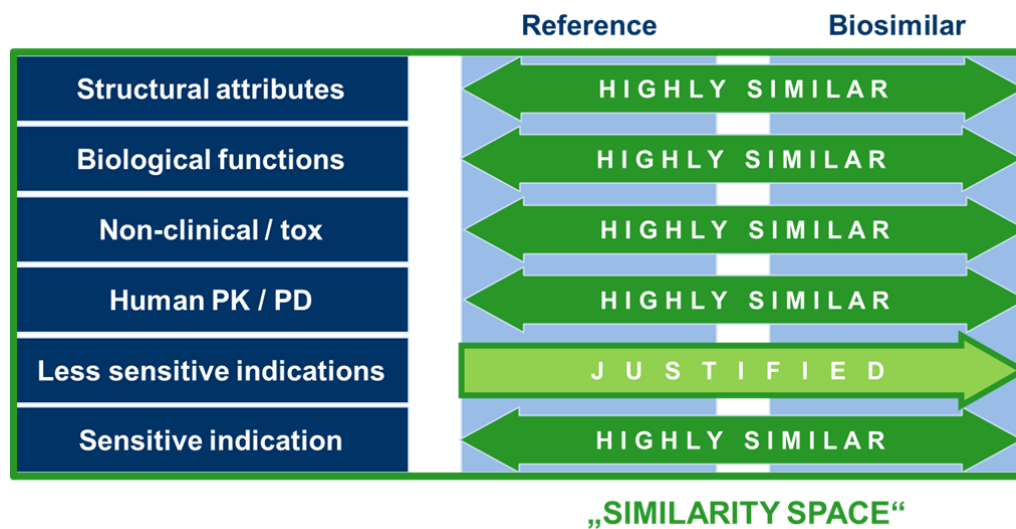 Reference Biosimilar
Structural attributes HIGHLY SIMILAR
Biological functions HIGHLY SIMILAR
Non-clinical / tox HIGHLY SIMILAR
Human PK / PD HIGHLY SIMILAR
Less sensitive indications JUSTIFIED
Sensitive indication HIGHLY SIMILAR
„SIMILARITY SPACE“